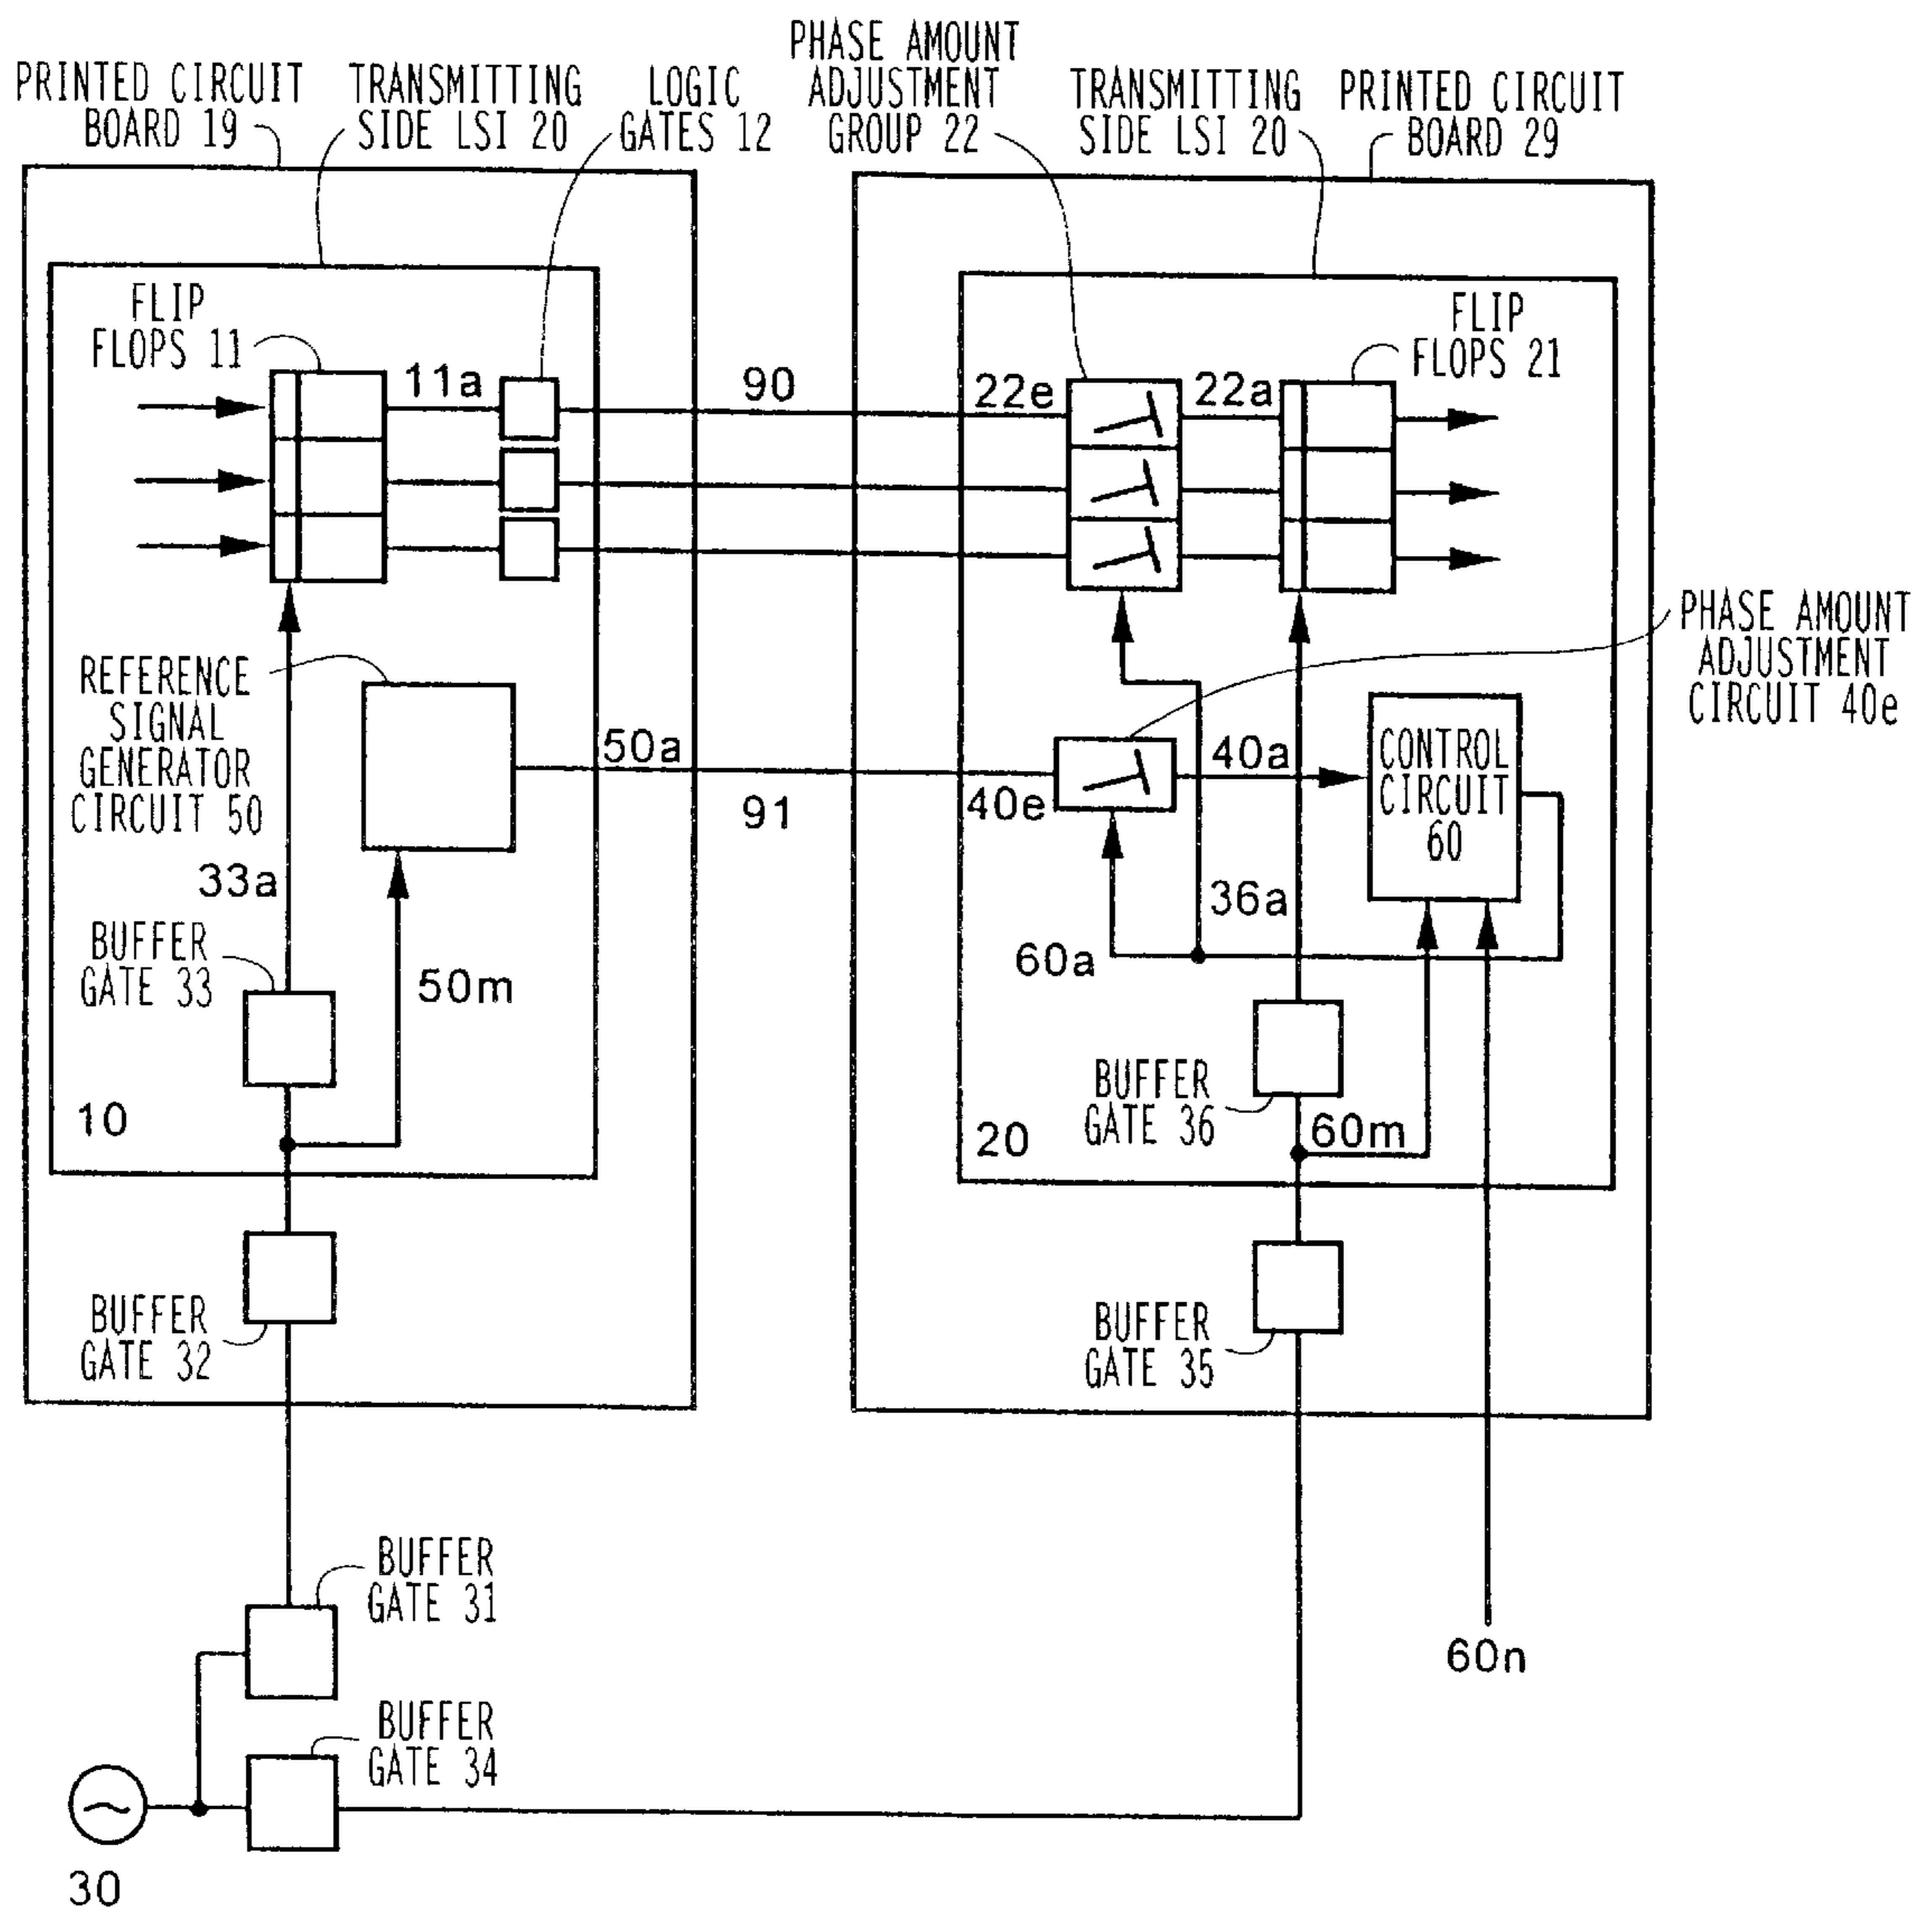 PRINTED CIRCUIT
BOARD 19
TRANSMITTING
SIDE LSI 20
LOGIC
GATES 12
PHASE AMOUNT
ADJUSTMENT
GROUP 22
TRANSMITTING
SIDE LSI 20
PRINTED CIRCUIT
BOARD 29
FLIP
FLOPS 11
11a
90
22e
22a
FLIP
FLOPS 21
REFERENCE
SIGNAL
GENERATOR
CIRCUIT 50
50a
91
40e
40a
CONTROL
CIRCUIT
60
PHASE AMOUNT
ADJUSTMENT
CIRCUIT 40e
33a
36a
60a
BUFFER
GATE 33
50m
10
BUFFER
GATE 36
60m
20
BUFFER
GATE 32
BUFFER
GATE 35
BUFFER
GATE 31
60n
BUFFER
GATE 34
30